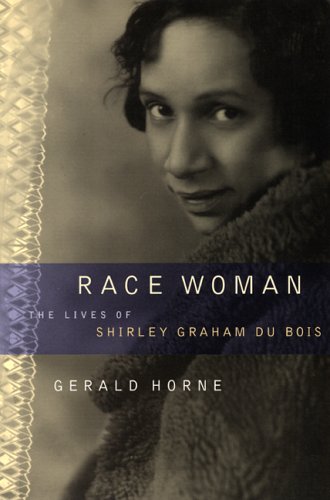 RACE WOMAN
THE LIVES OF
SHIRLEY GRAHAM DU BOIS
GERALD HORNE